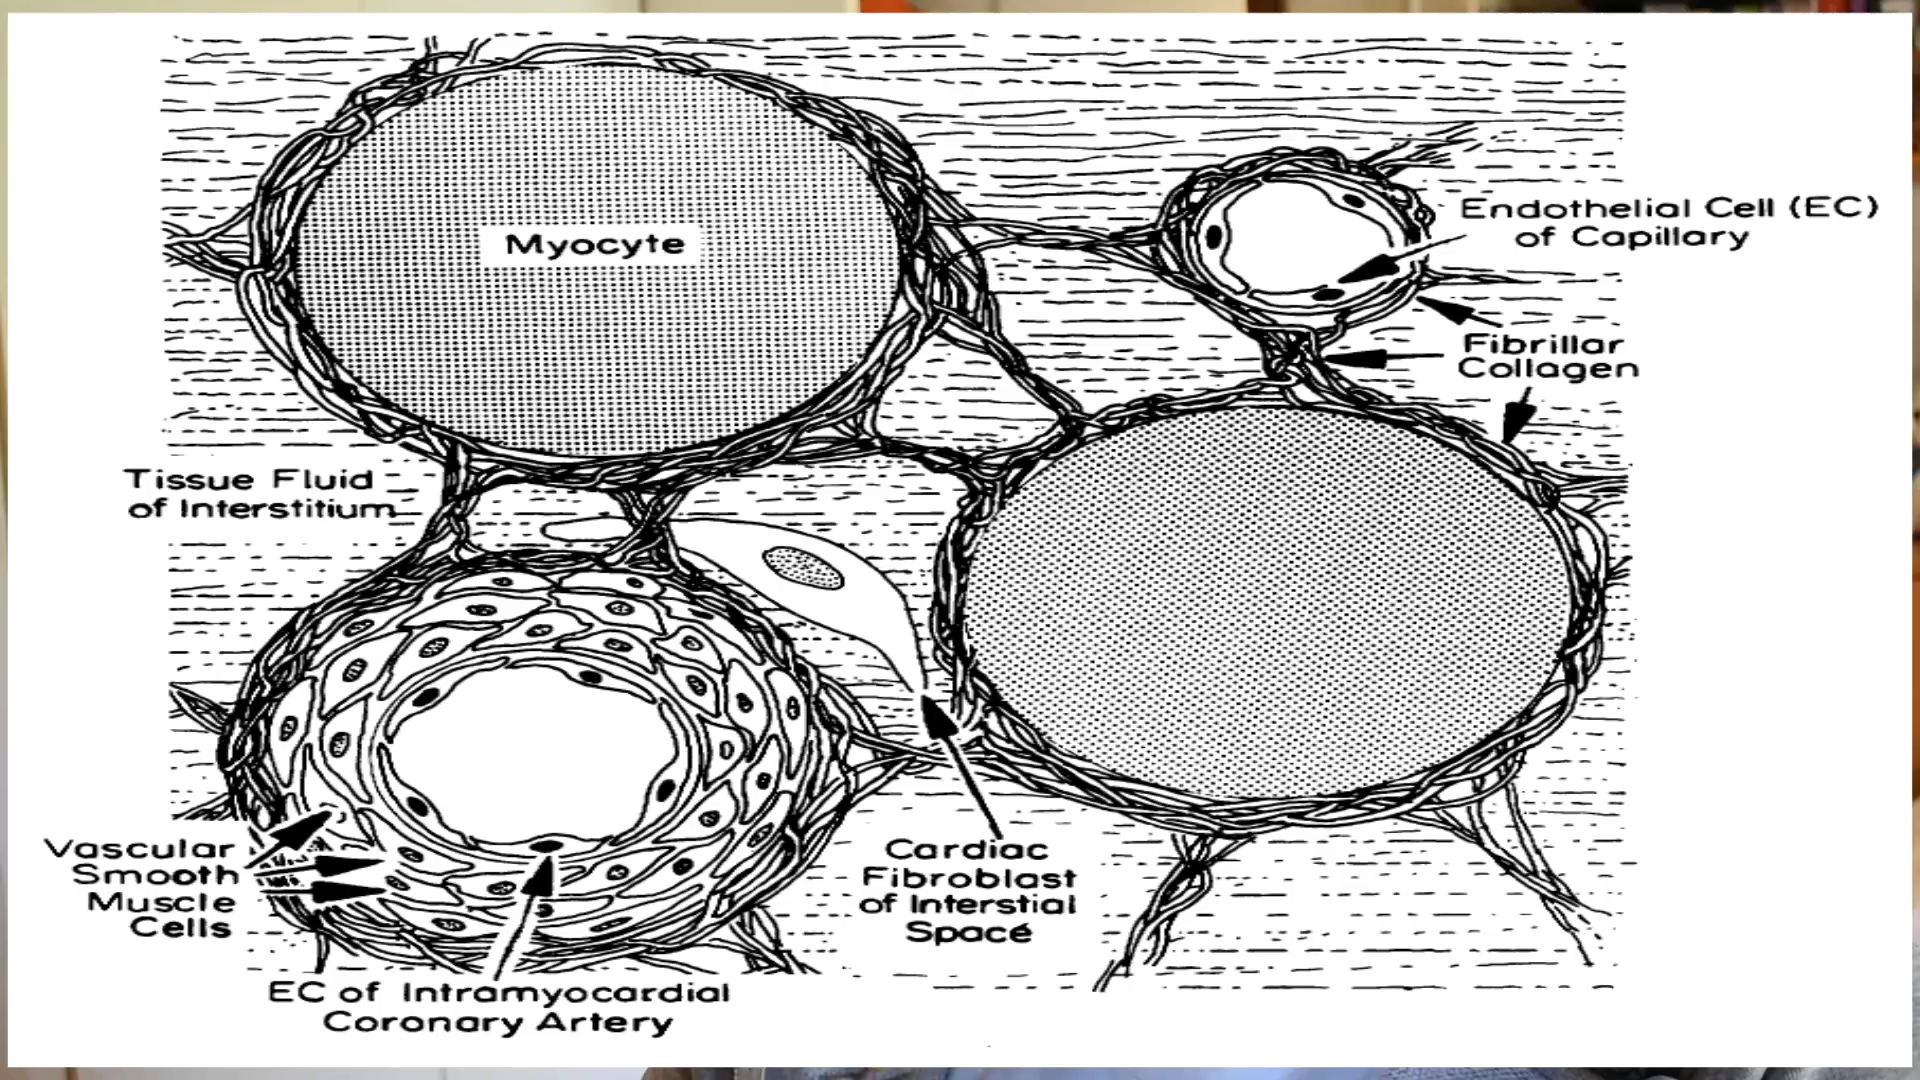 Myocyte
Endothelial Cell (EC)
of Capillary
Fibrillar
Collagen
Tissue Fluid
of Interstitium
Vascular
Smooth
Muscle
Cells
Cardiac
Fibroblast
of Interstial
Space
EC of Intramyocardial
Coronary Artery